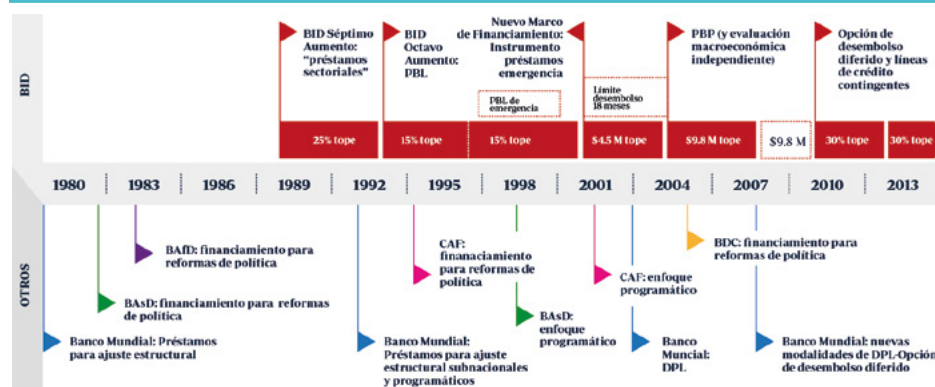 BID
BID Séptimo
Aumento:
"préstamos
sectoriales"
BID
Octavo
Aumento:
PBL
Nuevo Marco
de Financiamiento:
Instrumento
préstamos
emergencia
PBL de
emergencia
Límite
desembolso
18 meses
PBP (y evaluación
macroeconómica
independiente)
Opción de
desembolso
diferido y líneas
de crédito
contingentes
25% tope
15% tope
15% tope
$4.5 M tope
$9.8 M tope
$9.8 M
30% tope
30% tope
1980
1983
1986
1989
1992
1995
1998
2001
2004
2007
2010
2013
OTROS
BAfD: financiamiento para
reformas de política
BAsD: financiamiento para reformas
de política
Banco Mundial: Préstamos
para ajuste estructural
CAF:
finanaciamiento
para reformas de
política
Banco Mundial:
Préstamos para ajuste
estructural subnacionales
y programáticos
BAsD:
enfoque
programático
CAF: enfoque
programático
Banco
Muncial:
DPL
BDC: financiamiento para
reformas de política
Banco Mundial: nuevas
modalidades de DPL-Opción
de desembolso diferido